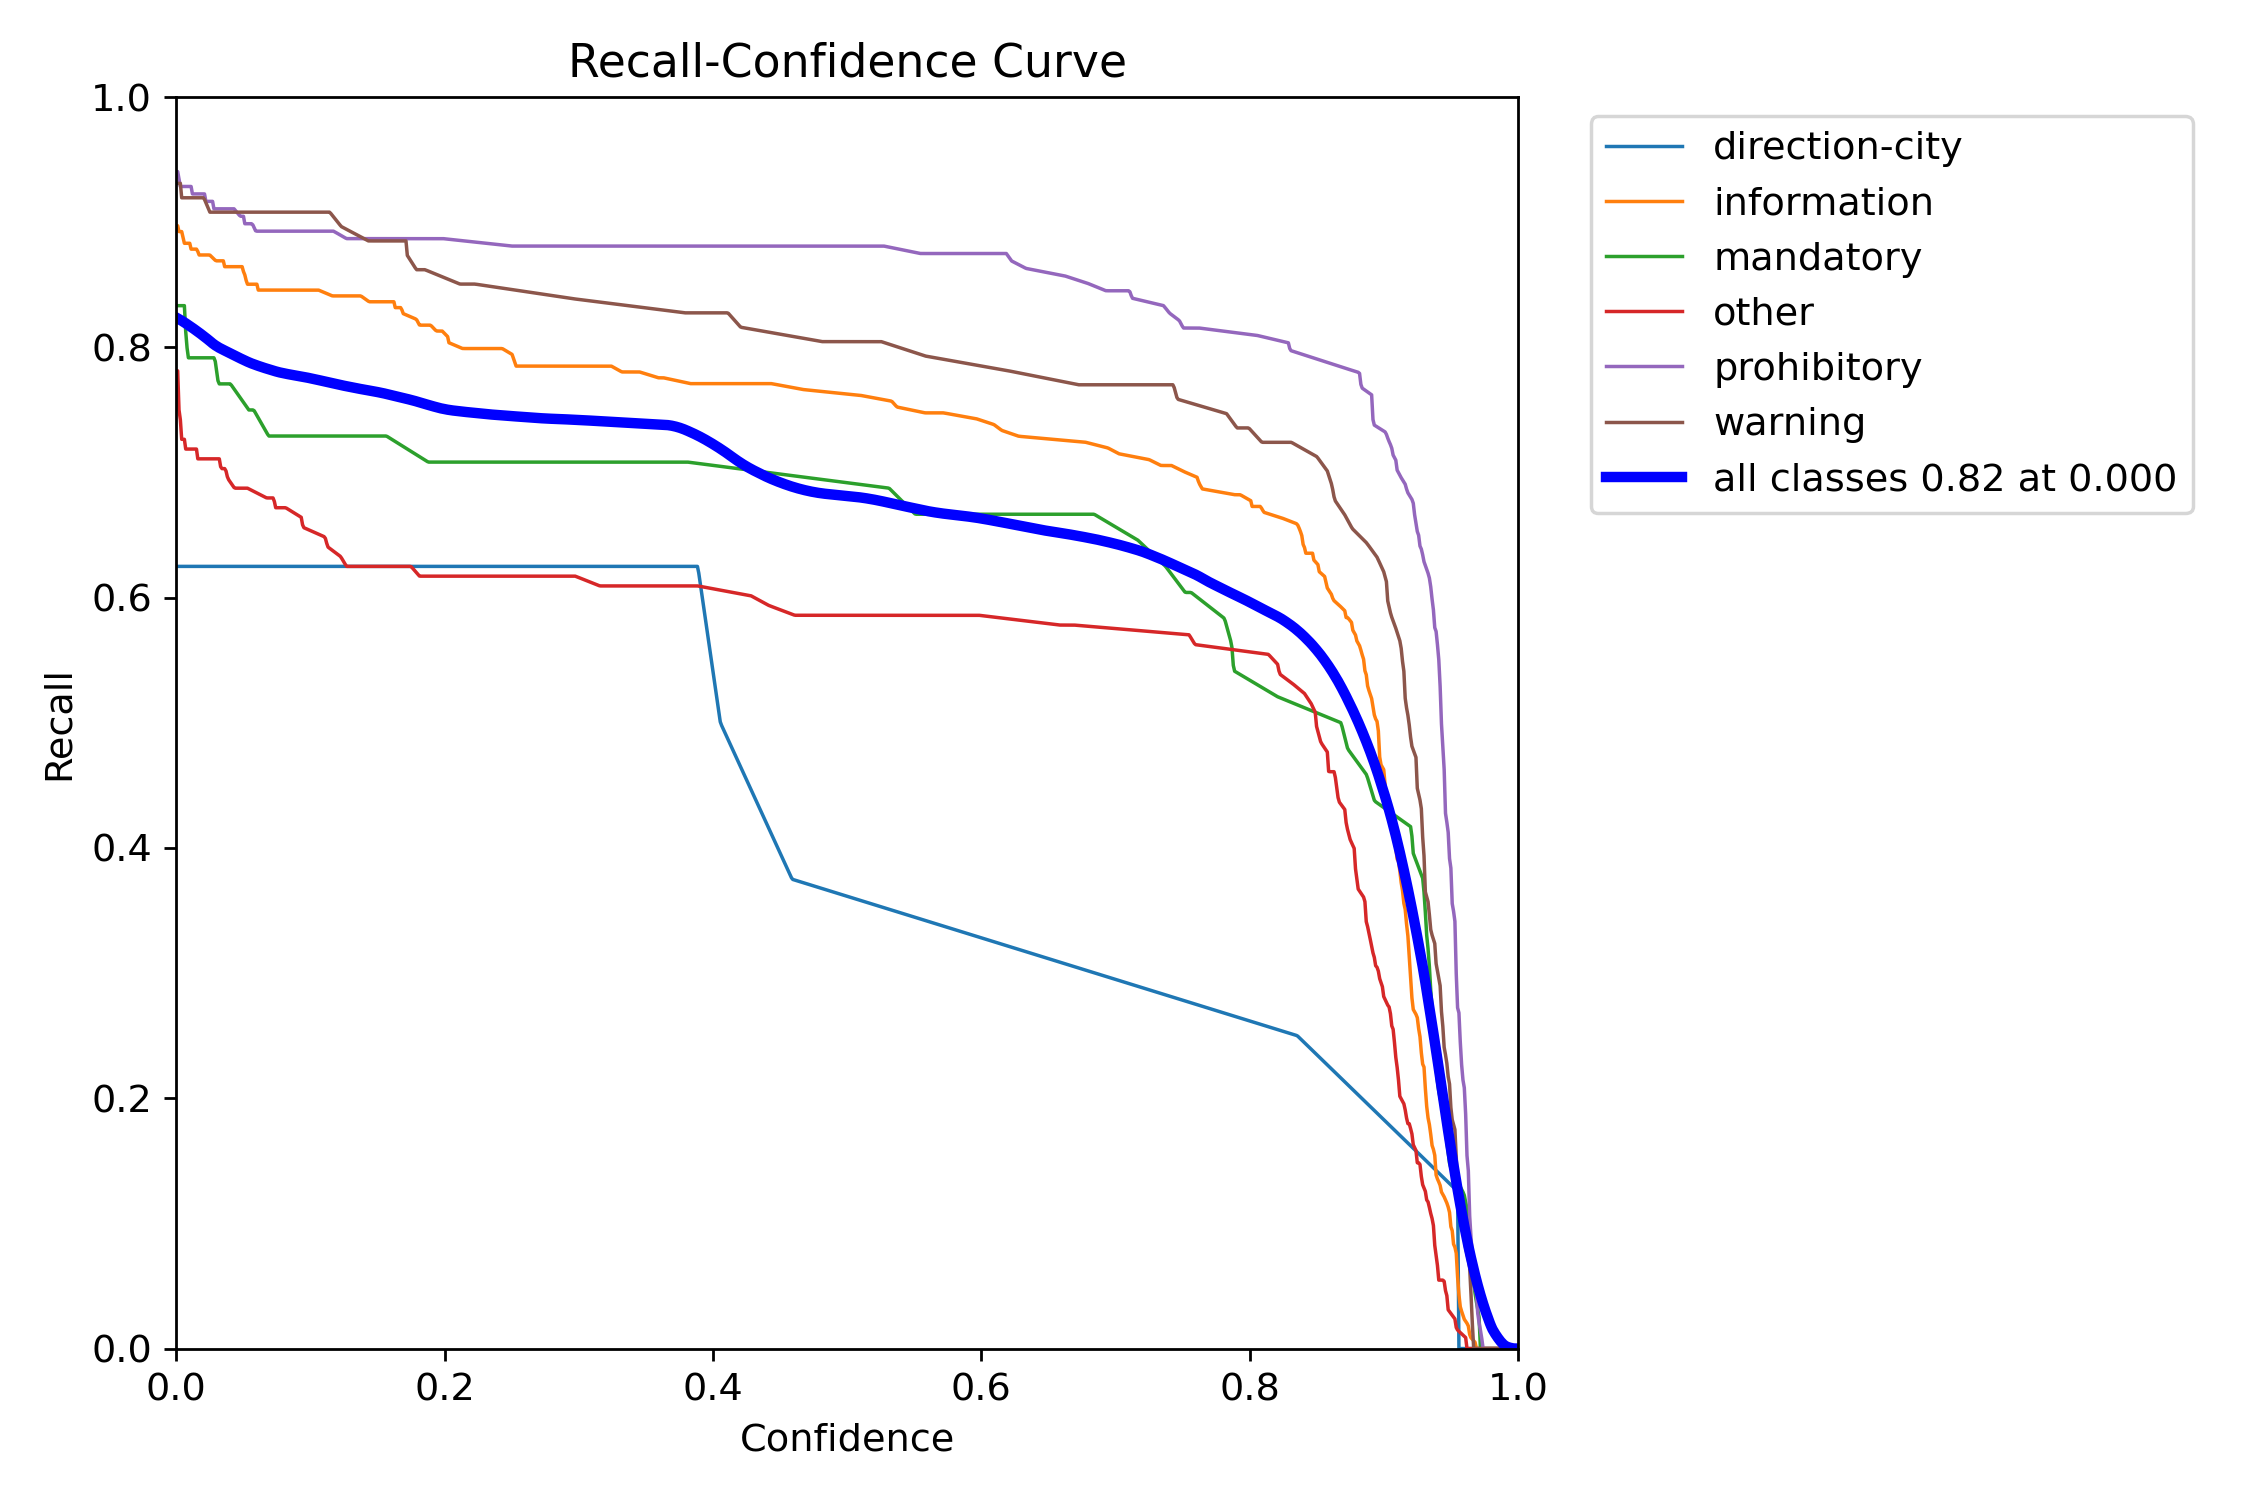 Recall-Confidence Curve
1.0
0.8
0.6
0.4
0.2
0.0
Recall
0.0 0.2 0.4 0.6 0.8 1.0
Confidence
direction-city
information
mandatory
other
prohibitory
warning
all classes 0.82 at 0.000